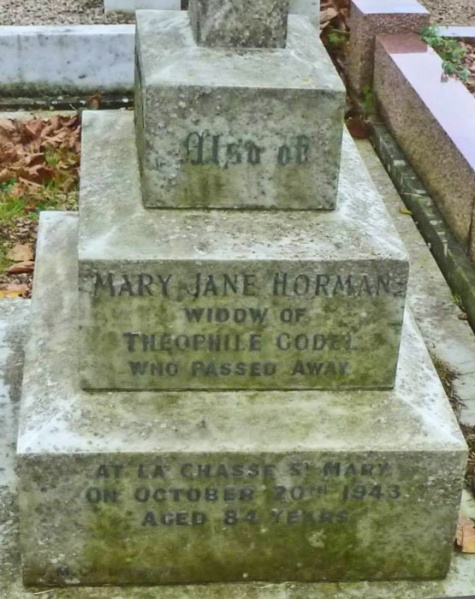 Also of
MARY JANE HORMAN
WIDOW OF
THEOPHILE GODEL
WHO PASSED AWAY
AT LA CHASSE ST MARY
ON OCTOBER 20TH 1943
AGED 84 YEARS